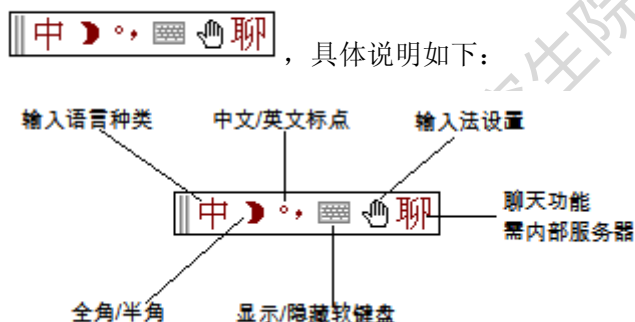 中 聊 ，具体说明如下：
输入语言种类 中文/英文标点 输入法设置
中 聊
聊天功能
需内部服务器
全角/半角 显示/隐藏软键盘